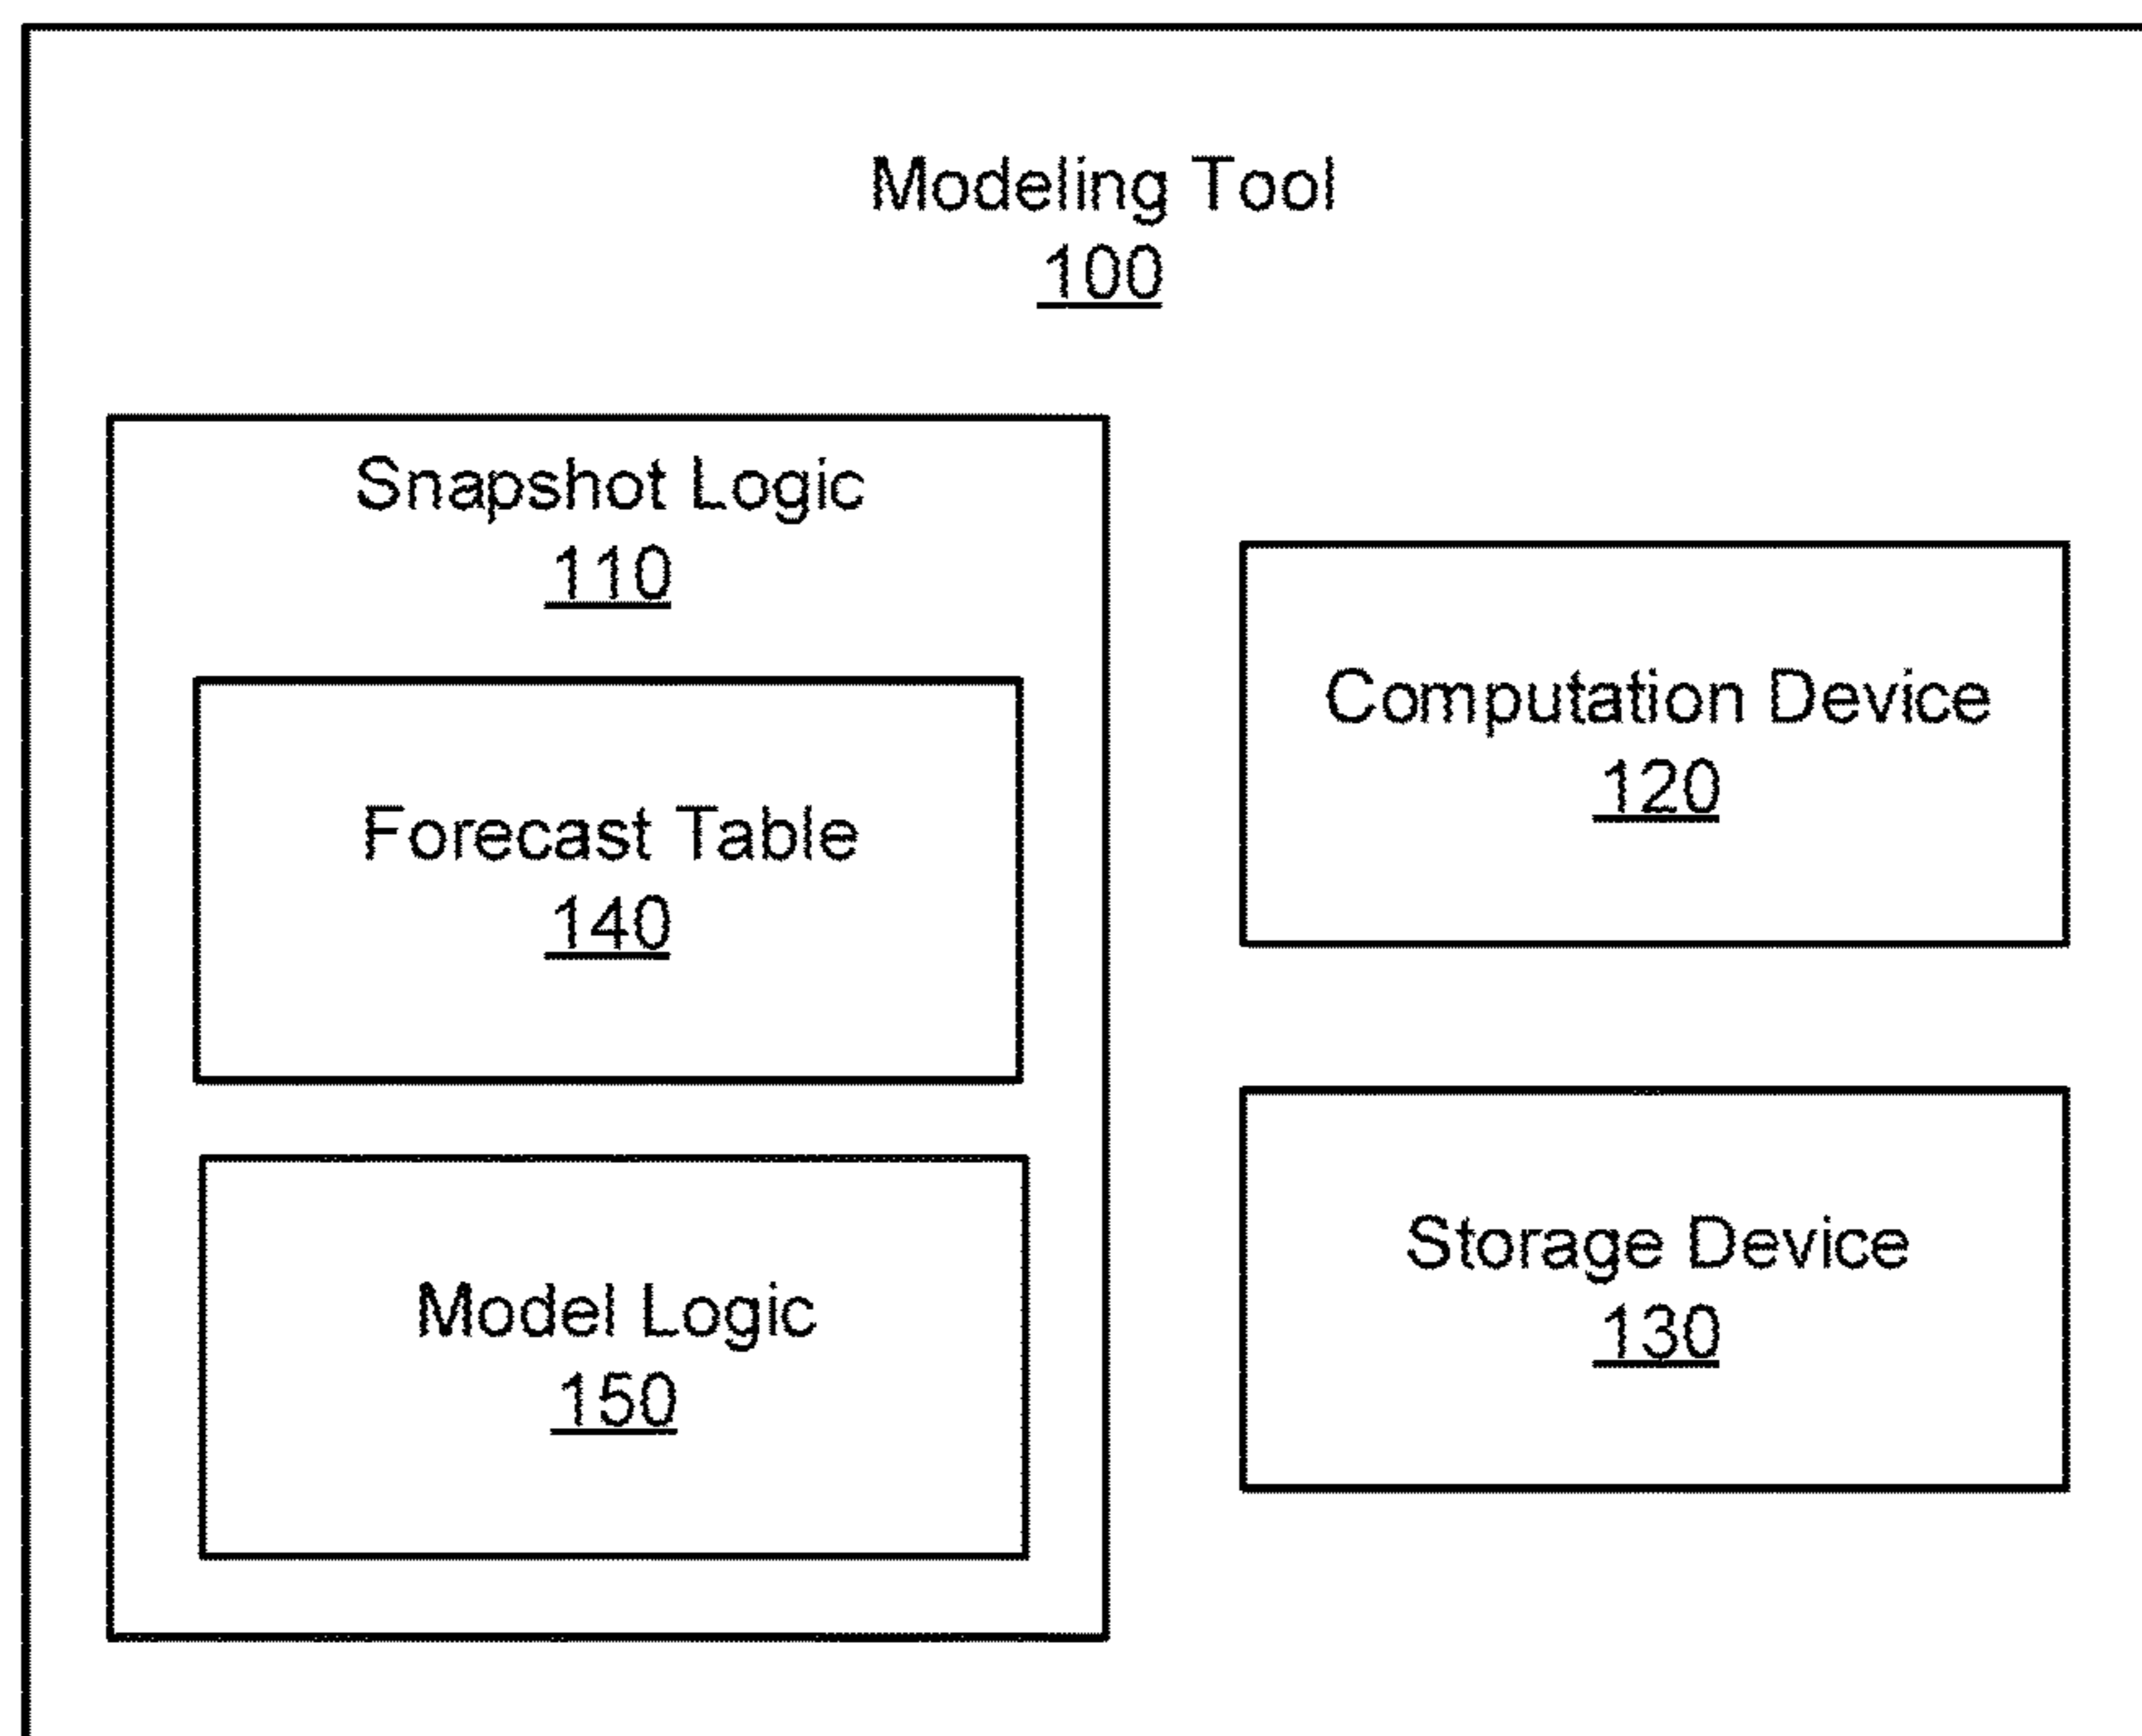 Modeling Tool
100
Snapshot Logic
110
Forecast Table
140
Model Logic
150
Computation Device
120
Storage Device
130